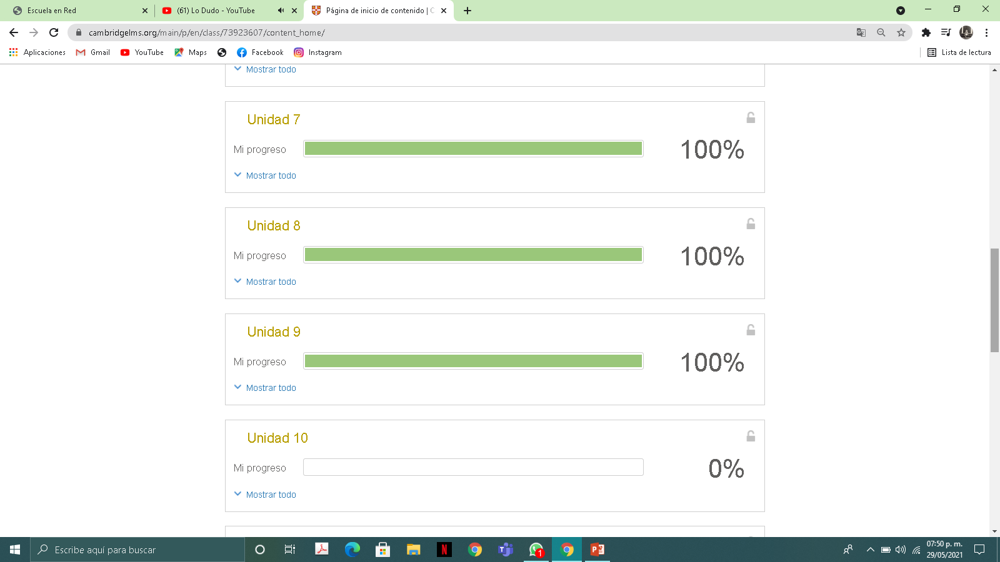 Escuela en Red
(61) Lo Dudo - YouTube
Página de inicio de contenido | C
cambridgelms.org/main/p/en/class/73923607/content_home/
Aplicaciones
Gmail
YouTube
Maps
Facebook
Instagram
Lista de lectura
Mostrar todo
Unidad 7
Mi progreso
100%
Mostrar todo
Unidad 8
Mi progreso
100%
Mostrar todo
Unidad 9
Mi progreso
100%
Mostrar todo
Unidad 10
Mi progreso
0%
Mostrar todo
Escribe aquí para buscar
1
07:50 p. m.
29/05/2021